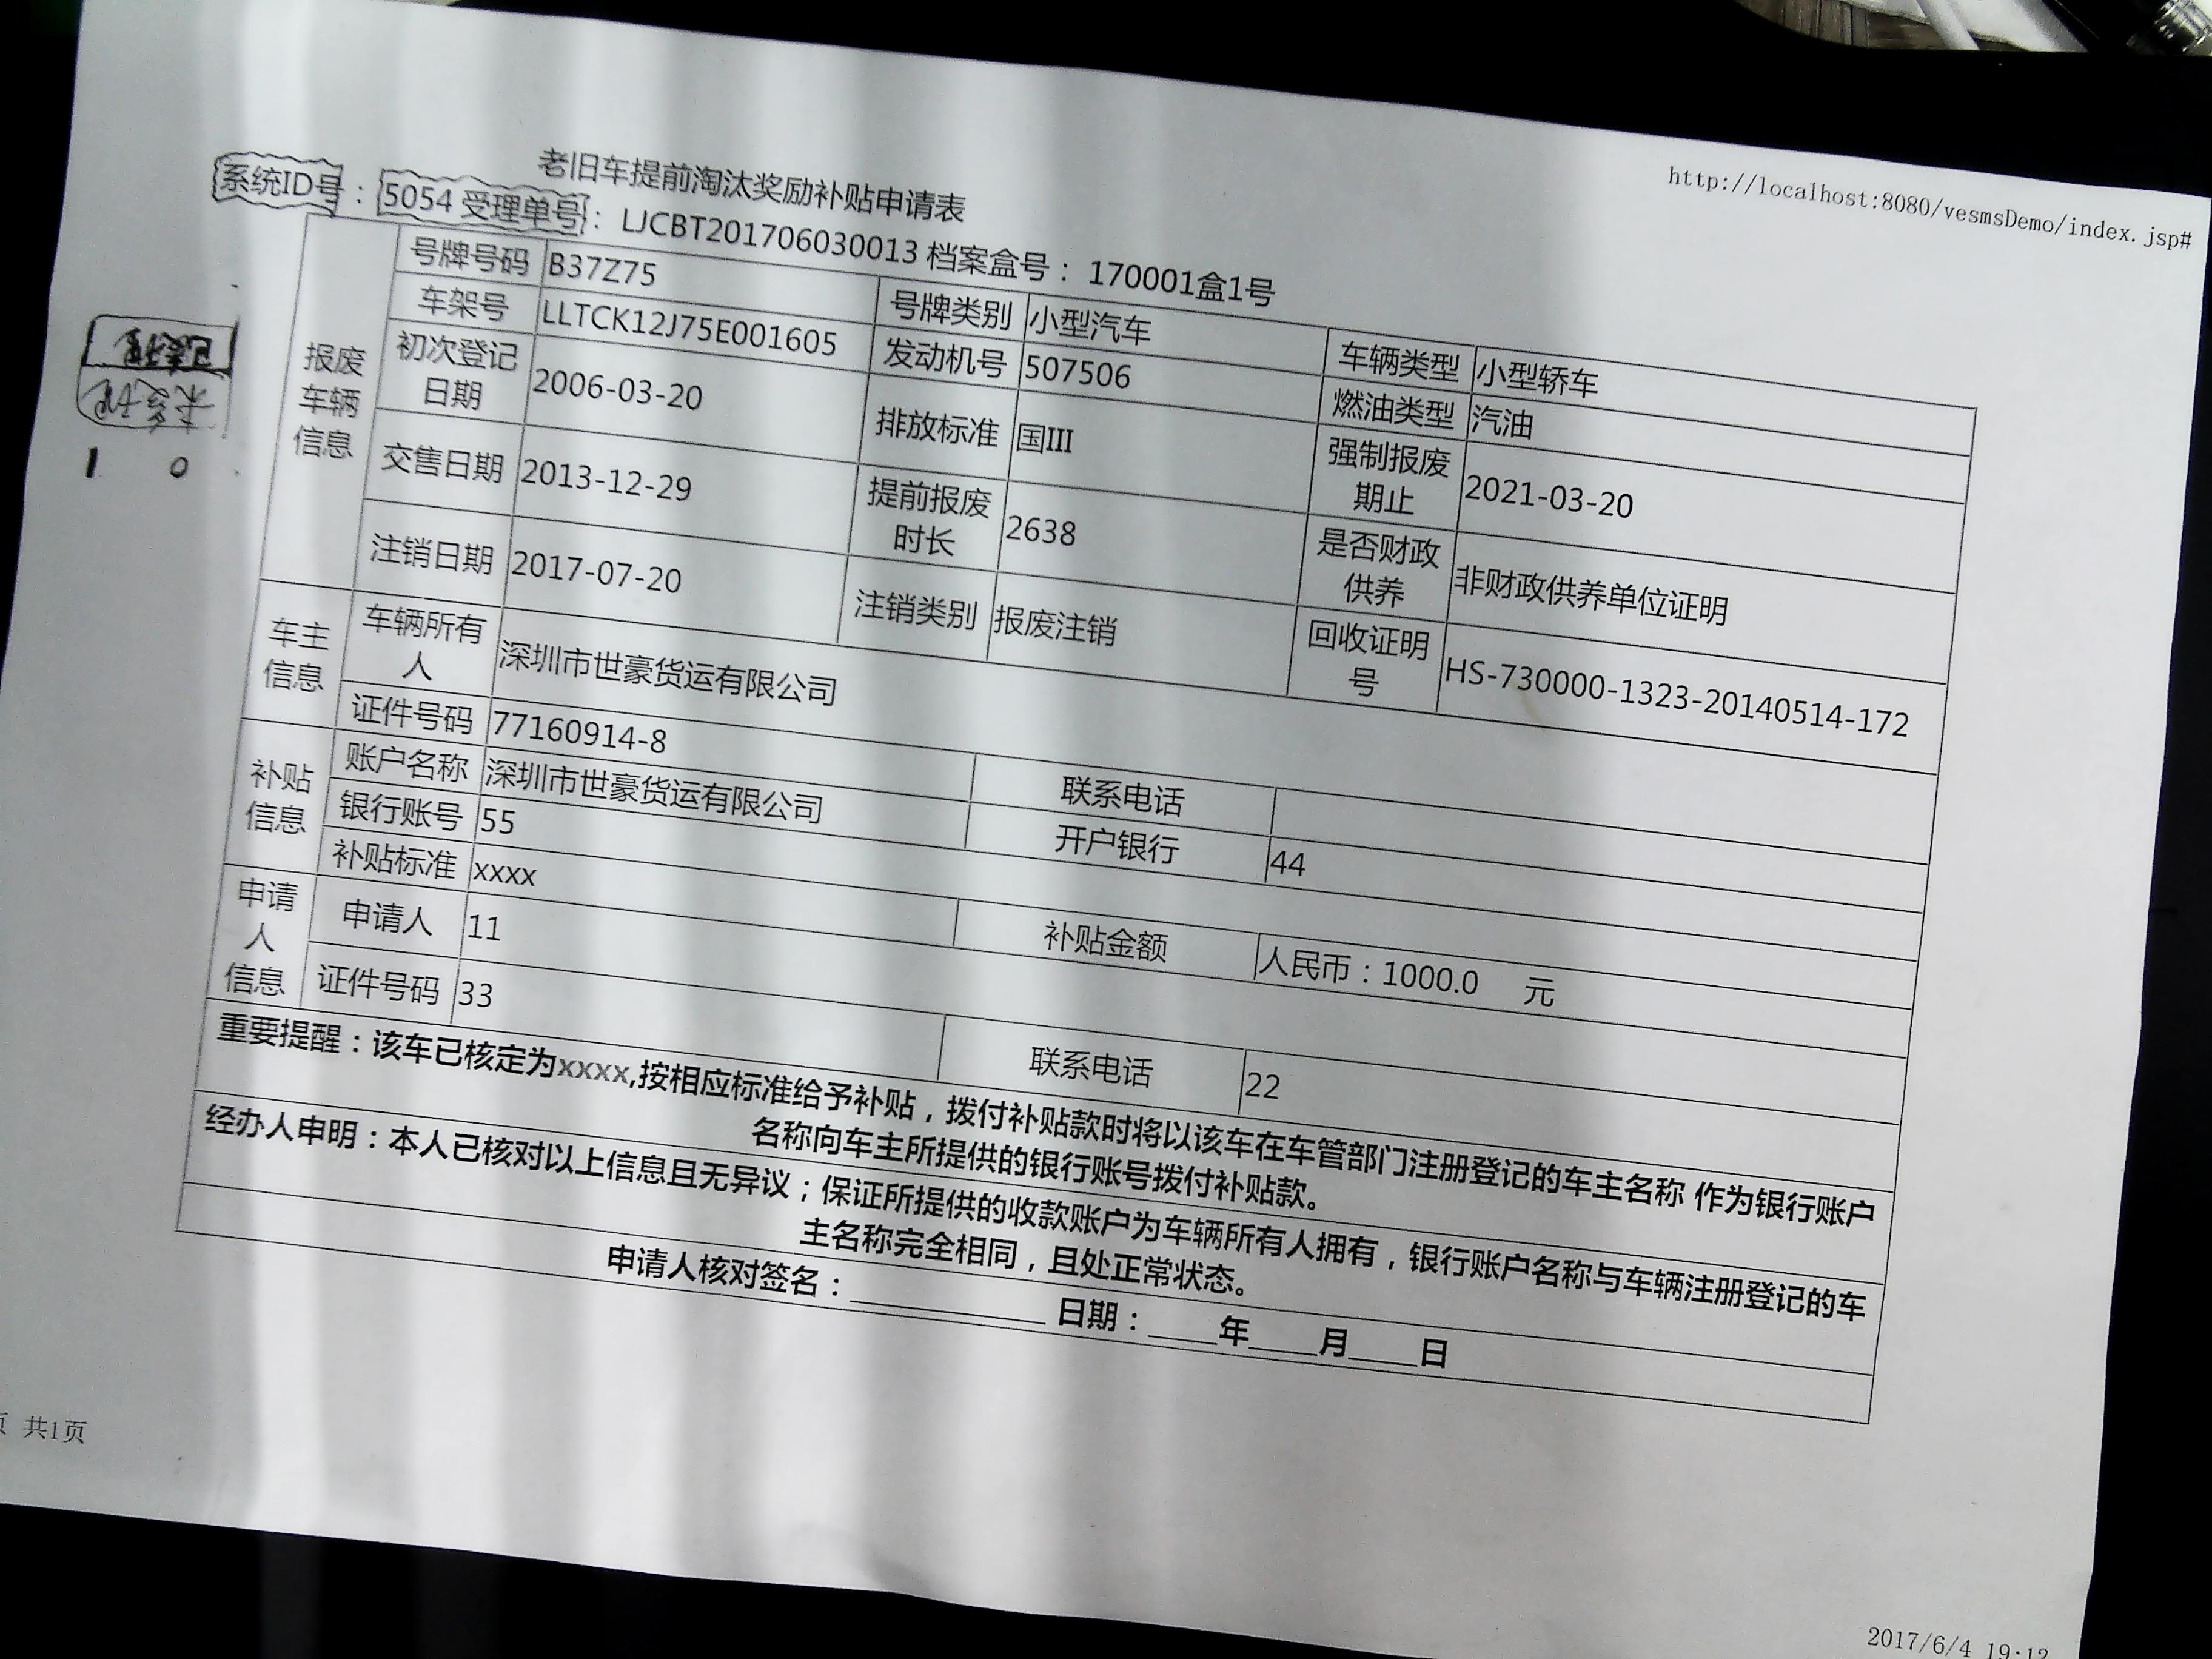 http://localhost:8080/vesmsDemo/index.jsp#
老旧车提前淘汰奖励补贴申请表
系统ID号：5054 受理单号：LJCBT201706030013 档案盒号：170001盒1号
报废车辆信息
号牌号码 B37Z75 号牌类别 小型汽车 车辆类型 小型轿车
车架号 LLTCK12J75E001605 发动机号 507506 燃油类型 汽油
初次登记日期 2006-03-20 排放标准 国III 强制报废期止 2021-03-20
交售日期 2013-12-29 提前报废时长 2638 是否财政供养 非财政供养单位证明
注销日期 2017-07-20 注销类别 报废注销 回收证明号 HS-730000-1323-20140514-172
车主信息
车辆所有人 深圳市世豪货运有限公司
证件号码 77160914-8 联系电话
补贴信息
账户名称 深圳市世豪货运有限公司 开户银行 44
银行账号 55
补贴标准 xxxx 补贴金额 人民币：1000.0 元
申请人信息
申请人 11
证件号码 33 联系电话 22
重要提醒：该车已核定为xxxx,按相应标准给予补贴，拨付补贴款时将以该车在车管部门注册登记的车主名称 作为银行账户
名称向车主所提供的银行账号拨付补贴款。
经办人申明：本人已核对以上信息且无异议；保证所提供的收款账户为车辆所有人拥有，银行账户名称与车辆注册登记的车
主名称完全相同，且处正常状态。
申请人核对签名：____________ 日期：____年____月____日
已受理
未受理
1 0
页 共1页
2017/6/4 19:12